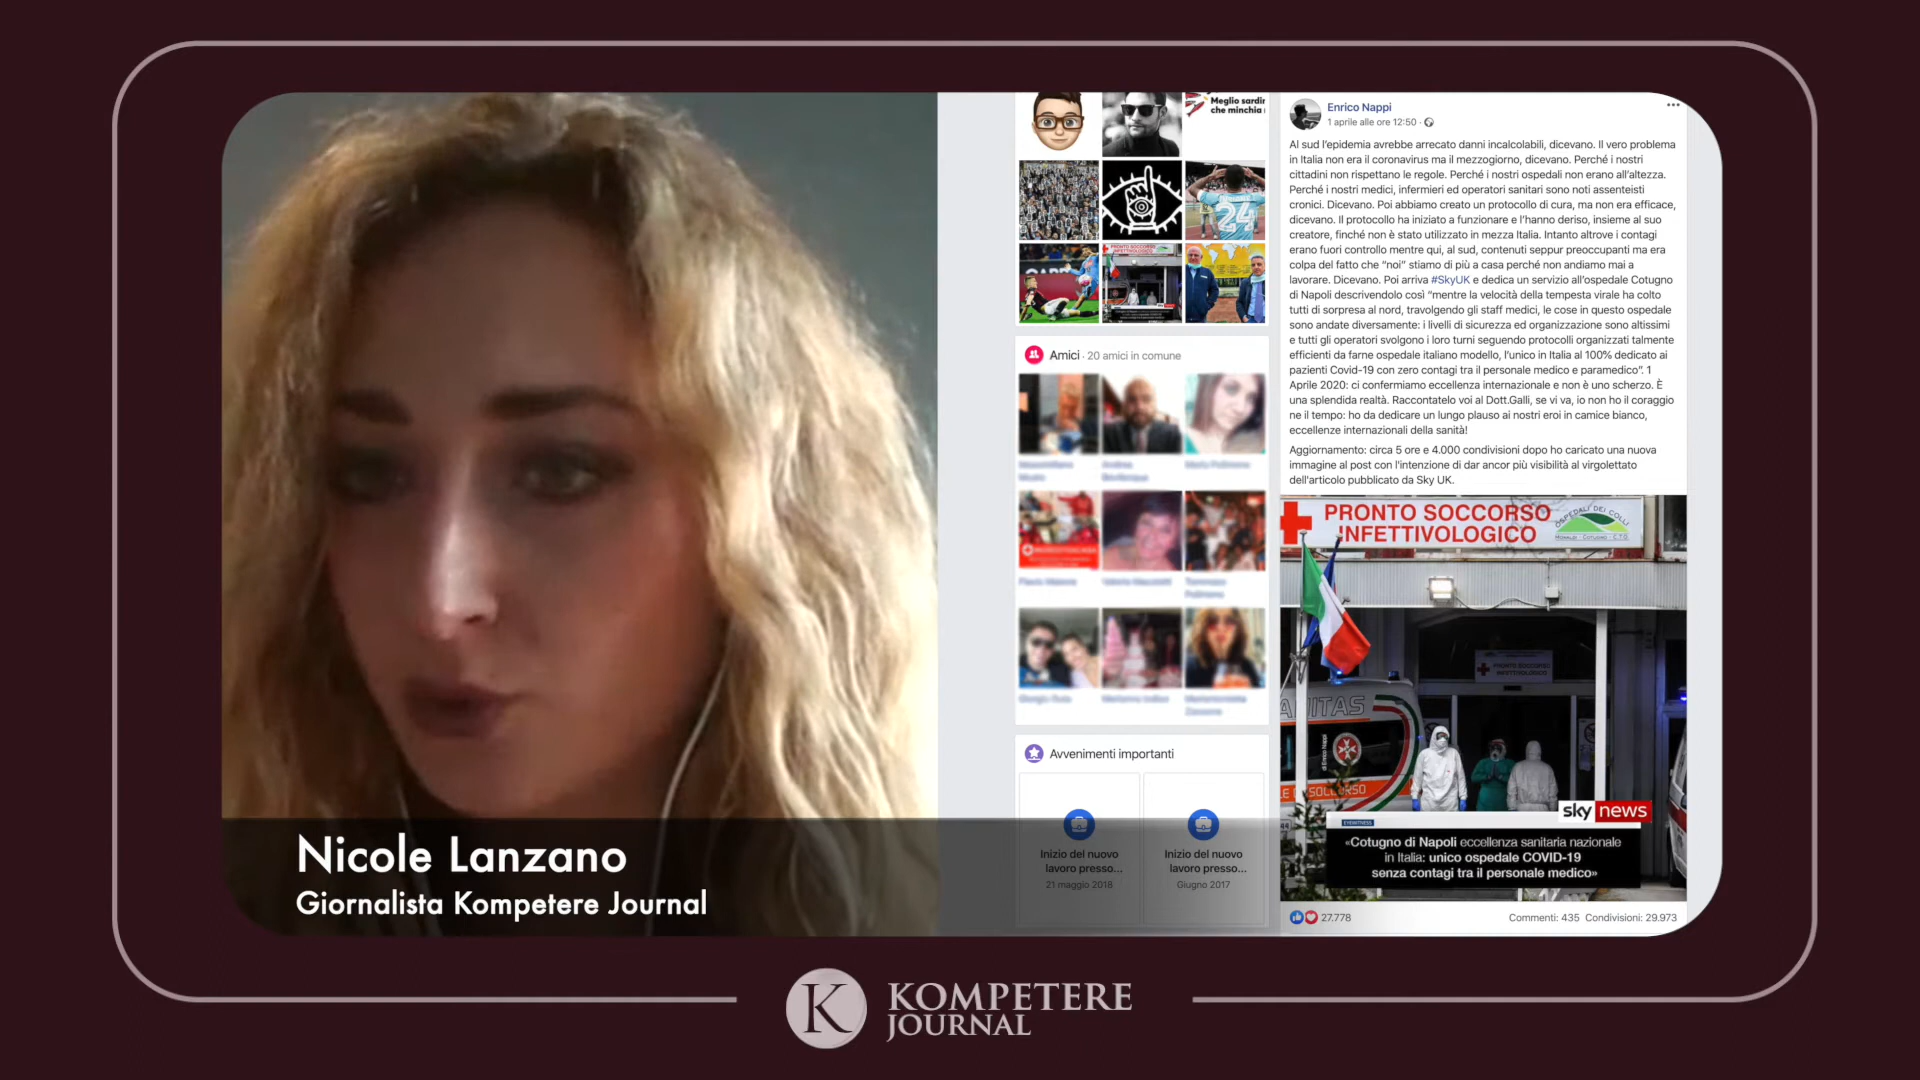 Nicole Lanzano
Giornalista Kompetere Journal
Meglio sardin
che minchia
24
Amici · 20 amici in comune
Avvenimenti importanti
Inizio del nuovo
lavoro presso...
21 maggio 2018
Inizio del nuovo
lavoro presso...
Giugno 2017
Enrico Nappi
1 aprile alle ore 12:50 ·
Al sud l'epidemia avrebbe arrecato danni incalcolabili, dicevano. Il vero problema
in Italia non era il coronavirus ma il mezzogiorno, dicevano. Perché i nostri
cittadini non rispettano le regole. Perché i nostri ospedali non erano all'altezza.
Perché i nostri medici, infermieri ed operatori sanitari sono noti assenteisti
cronici. Dicevano. Poi abbiamo creato un protocollo di cura, ma non era efficace,
dicevano. Il protocollo ha iniziato a funzionare e l'hanno deriso, insieme al suo
creatore, finché non è stato utilizzato in mezza Italia. Intanto altrove i contagi
erano fuori controllo mentre qui, al sud, contenuti seppur preoccupanti ma era
colpa del fatto che "noi" stiamo di più a casa perché non andiamo mai a
lavorare. Dicevano. Poi arriva #SkyUK e dedica un servizio all'ospedale Cotugno
di Napoli descrivendolo così "mentre la velocità della tempesta virale ha colto
tutti di sorpresa al nord, travolgendo gli staff medici, le cose in questo ospedale
sono andate diversamente: i livelli di sicurezza ed organizzazione sono altissimi
e tutti gli operatori svolgono i loro turni seguendo protocolli organizzati talmente
efficienti da farne ospedale italiano modello, l'unico in Italia al 100% dedicato ai
pazienti Covid-19 con zero contagi tra il personale medico e paramedico". 1
Aprile 2020: ci confermiamo eccellenza internazionale e non è uno scherzo. È
una splendida realtà. Raccontatelo voi al Dott.Galli, se vi va, io non ho il coraggio
ne il tempo: ho da dedicare un lungo plauso ai nostri eroi in camice bianco,
eccellenze internazionali della sanità!
Aggiornamento: circa 5 ore e 4.000 condivisioni dopo ho caricato una nuova
immagine al post con l'intenzione di dar ancor più visibilità al virgolettato
dell'articolo pubblicato da Sky UK.
PRONTO SOCCORSO
INFETTIVOLOGICO
OSPEDALI DEI COLLI
MONALDI - COTUGNO - C.T.O.
PRONTO SOCCORSO
INFETTIVOLOGICO
di Enrico Nappi
sky news
EYEWITNESS
«Cotugno di Napoli eccellenza sanitaria nazionale
in Italia: unico ospedale COVID-19
senza contagi tra il personale medico»
27.778
Commenti: 435 Condivisioni: 29.973
K
KOMPETERE
JOURNAL